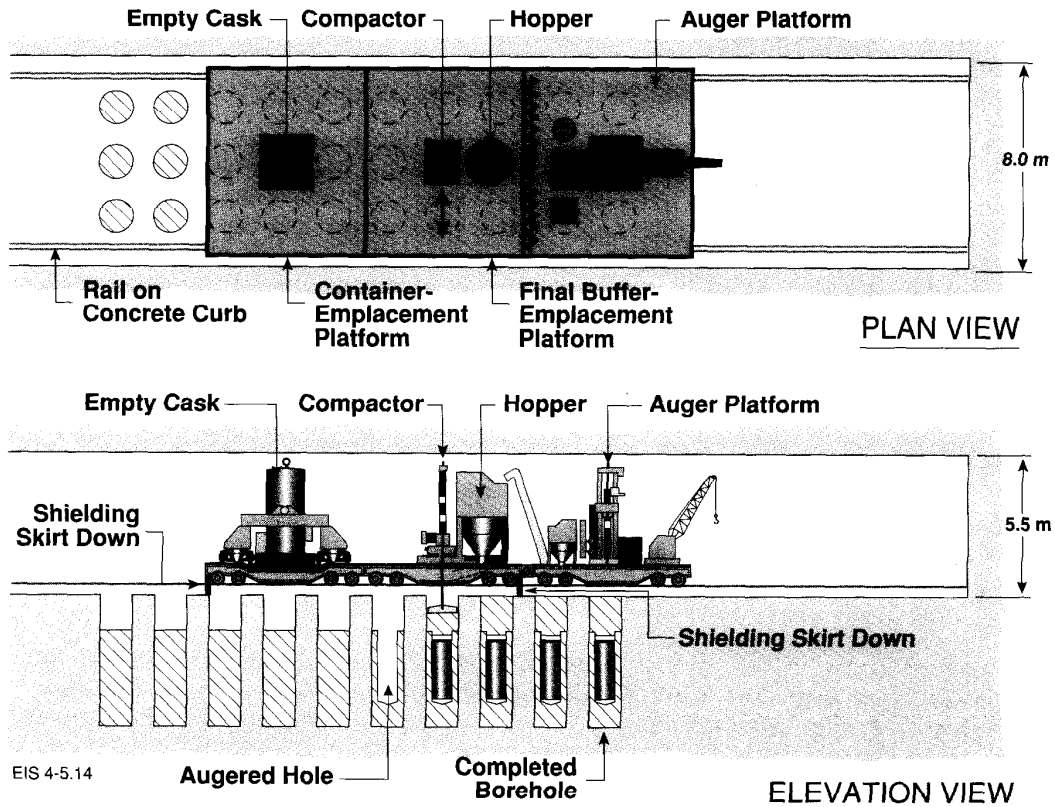 Empty Cask
Compactor
Hopper
Auger Platform
8.0 m
Rail on
Concrete Curb
Container-
Emplacement
Platform
Final Buffer-
Emplacement
Platform
PLAN VIEW
Empty Cask
Compactor
Hopper
Auger Platform
Shielding
Skirt Down
5.5 m
Shielding Skirt Down
EIS 4-5.14
Augered Hole
Completed
Borehole
ELEVATION VIEW